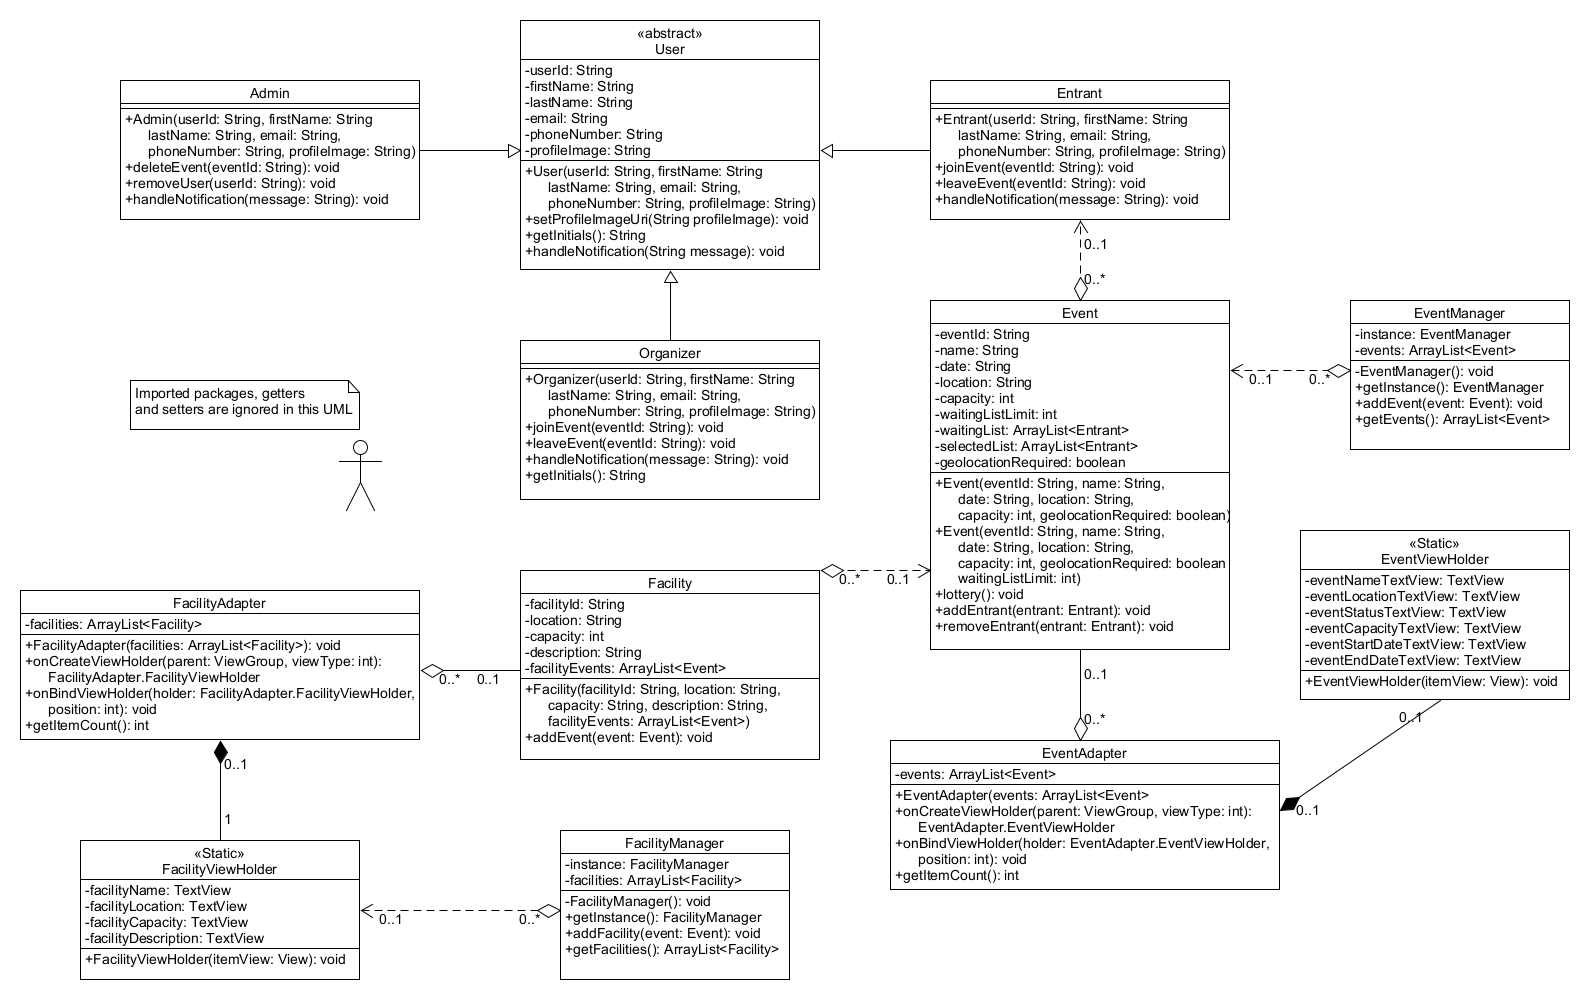 «abstract»
User
-userId: String
-firstName: String
-lastName: String
-email: String
-phoneNumber: String
-profileImage: String
+User(userId: String, firstName: String
lastName: String, email: String,
phoneNumber: String, profileImage: String)
+setProfileImageUri(String profileImage): void
+getInitials(): String
+handleNotification(String message): void
Admin
+Admin(userId: String, firstName: String
lastName: String, email: String,
phoneNumber: String, profileImage: String)
+deleteEvent(eventId: String): void
+removeUser(userId: String): void
+handleNotification(message: String): void
Entrant
+Entrant(userId: String, firstName: String
lastName: String, email: String,
phoneNumber: String, profileImage: String)
+joinEvent(eventId: String): void
+leaveEvent(eventId: String): void
+handleNotification(message: String): void
0..1
0..*
Organizer
+Organizer(userId: String, firstName: String
lastName: String, email: String,
phoneNumber: String, profileImage: String)
+joinEvent(eventId: String): void
+leaveEvent(eventId: String): void
+handleNotification(message: String): void
+getInitials(): String
Imported packages, getters
and setters are ignored in this UML
Event
-eventId: String
-name: String
-date: String
-location: String
-capacity: int
-waitingListLimit: int
-waitingList: ArrayList<Entrant>
-selectedList: ArrayList<Entrant>
-geolocationRequired: boolean
+Event(eventId: String, name: String,
date: String, location: String,
capacity: int, geolocationRequired: boolean)
+Event(eventId: String, name: String,
date: String, location: String,
capacity: int, geolocationRequired: boolean
waitingListLimit: int)
+lottery(): void
+addEntrant(entrant: Entrant): void
+removeEntrant(entrant: Entrant): void
0..1
0..*
EventManager
-instance: EventManager
-events: ArrayList<Event>
-EventManager(): void
+getInstance(): EventManager
+addEvent(event: Event): void
+getEvents(): ArrayList<Event>
«Static»
EventViewHolder
-eventNameTextView: TextView
-eventLocationTextView: TextView
-eventStatusTextView: TextView
-eventCapacityTextView: TextView
-eventStartDateTextView: TextView
-eventEndDateTextView: TextView
+EventViewHolder(itemView: View): void
0..1
0..1
0..*
0..1
Facility
-facilityId: String
-location: String
-capacity: int
-description: String
-facilityEvents: ArrayList<Event>
+Facility(facilityId: String, location: String,
capacity: String, description: String,
facilityEvents: ArrayList<Event>)
+addEvent(event: Event): void
FacilityAdapter
-facilities: ArrayList<Facility>
+FacilityAdapter(facilities: ArrayList<Facility>): void
+onCreateViewHolder(parent: ViewGroup, viewType: int):
FacilityAdapter.FacilityViewHolder
+onBindViewHolder(holder: FacilityAdapter.FacilityViewHolder,
position: int): void
+getItemCount(): int
0..*
0..1
0..1
0..*
EventAdapter
-events: ArrayList<Event>
+EventAdapter(events: ArrayList<Event>
+onCreateViewHolder(parent: ViewGroup, viewType: int):
EventAdapter.EventViewHolder
+onBindViewHolder(holder: EventAdapter.EventViewHolder,
position: int): void
+getItemCount(): int
0..1
0..1
1
«Static»
FacilityViewHolder
-facilityName: TextView
-facilityLocation: TextView
-facilityCapacity: TextView
-facilityDescription: TextView
+FacilityViewHolder(itemView: View): void
0..1
0..*
FacilityManager
-instance: FacilityManager
-facilities: ArrayList<Facility>
-FacilityManager(): void
+getInstance(): FacilityManager
+addFacility(event: Event): void
+getFacilities(): ArrayList<Facility>